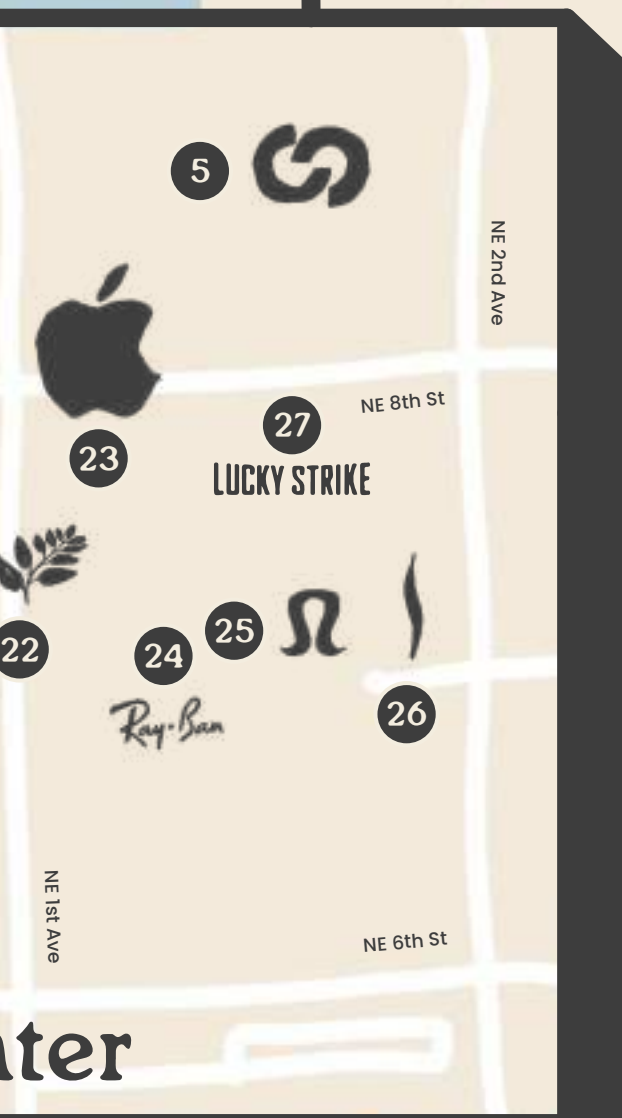 5
NE 2nd Ave
NE 8th St
27
LUCKY STRIKE
23
22
24
25
26
Ray-Ban
NE 1st Ave
NE 6th St
nter